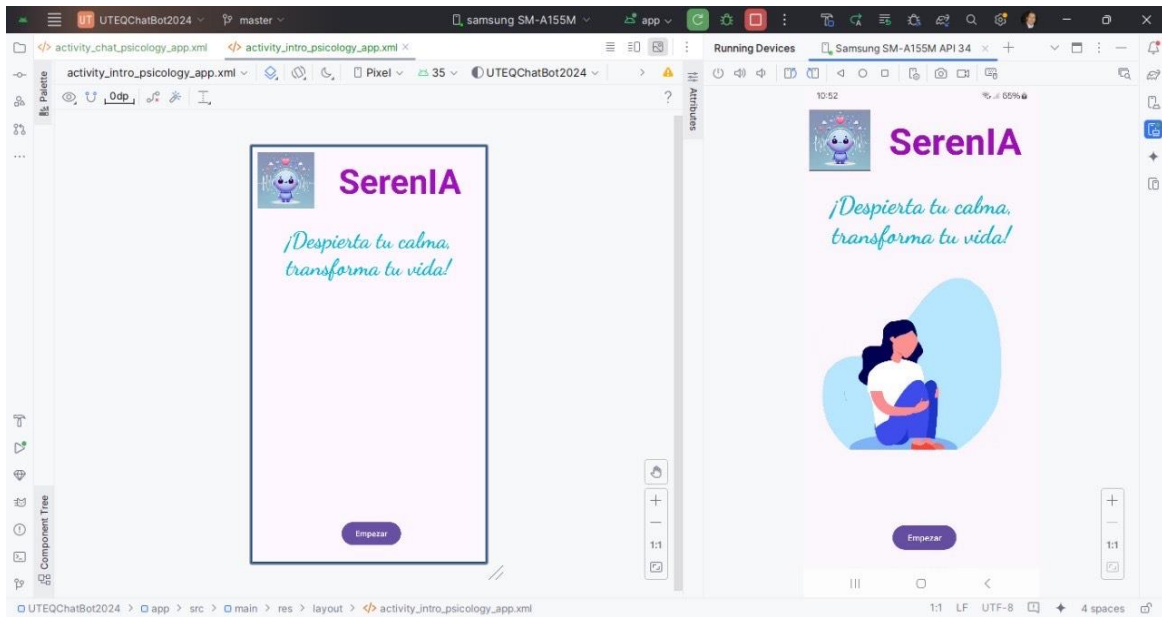 UT UTEQChatBot2024 master samsung SM-A155M app
</> activity_chat_psicology_app.xml </> activity_intro_psicology_app.xml Running Devices Samsung SM-A155M API 34
activity_intro_psicology_app.xml Pixel 35 UTEQChatBot2024
Palette
0dp
?
Attributes
SerenIA
¡Despierta tu calma,
transforma tu vida!
Empezar
1:1
Component Tree
10:52 65%
SerenIA
¡Despierta tu calma,
transforma tu vida!
Empezar
1:1
UTEQChatBot2024 > app > src > main > res > layout > </> activity_intro_psicology_app.xml 1:1 LF UTF-8 4 spaces